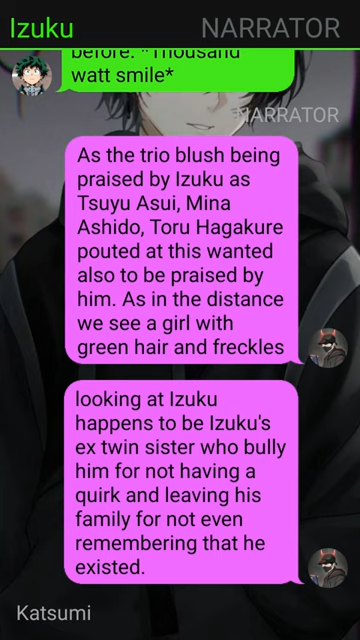 Izuku
NARRATOR
before. *Thousand
watt smile*
NARRATOR
As the trio blush being
praised by Izuku as
Tsuyu Asui, Mina
Ashido, Toru Hagakure
pouted at this wanted
also to be praised by
him. As in the distance
we see a girl with
green hair and freckles
looking at Izuku
happens to be Izuku's
ex twin sister who bully
him for not having a
quirk and leaving his
family for not even
remembering that he
existed.
Katsumi